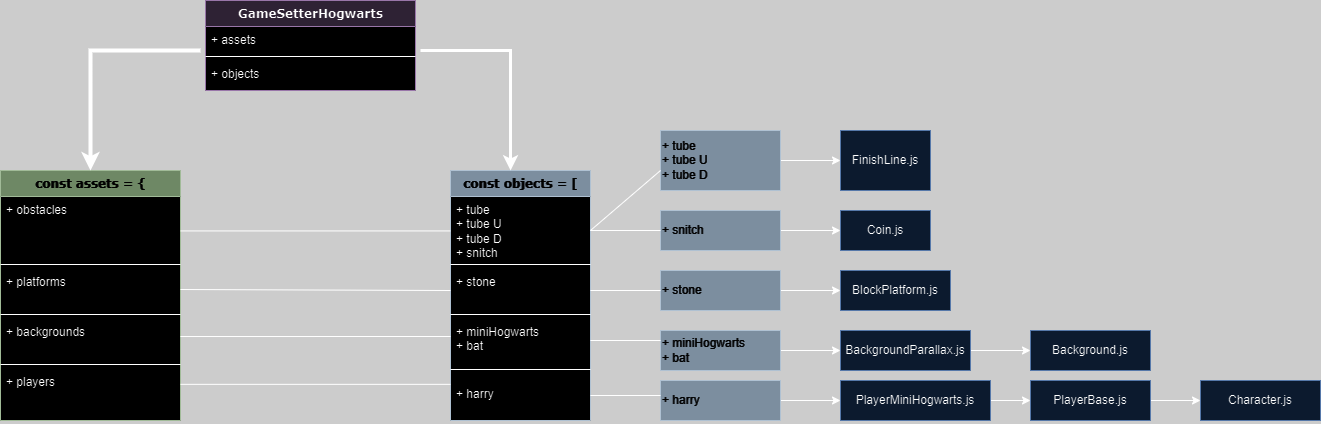 GameSetterHogwarts
+ assets
+ objects
const assets = {
+ obstacles
+ platforms
+ backgrounds
+ players
const objects = [
+ tube
+ tube U
+ tube D
+ snitch
+ stone
+ miniHogwarts
+ bat
+ harry
+ tube
+ tube U
+ tube D
FinishLine.js
+ snitch
Coin.js
+ stone
BlockPlatform.js
+ miniHogwarts
+ bat
BackgroundParallax.js
Background.js
+ harry
PlayerMiniHogwarts.js
PlayerBase.js
Character.js